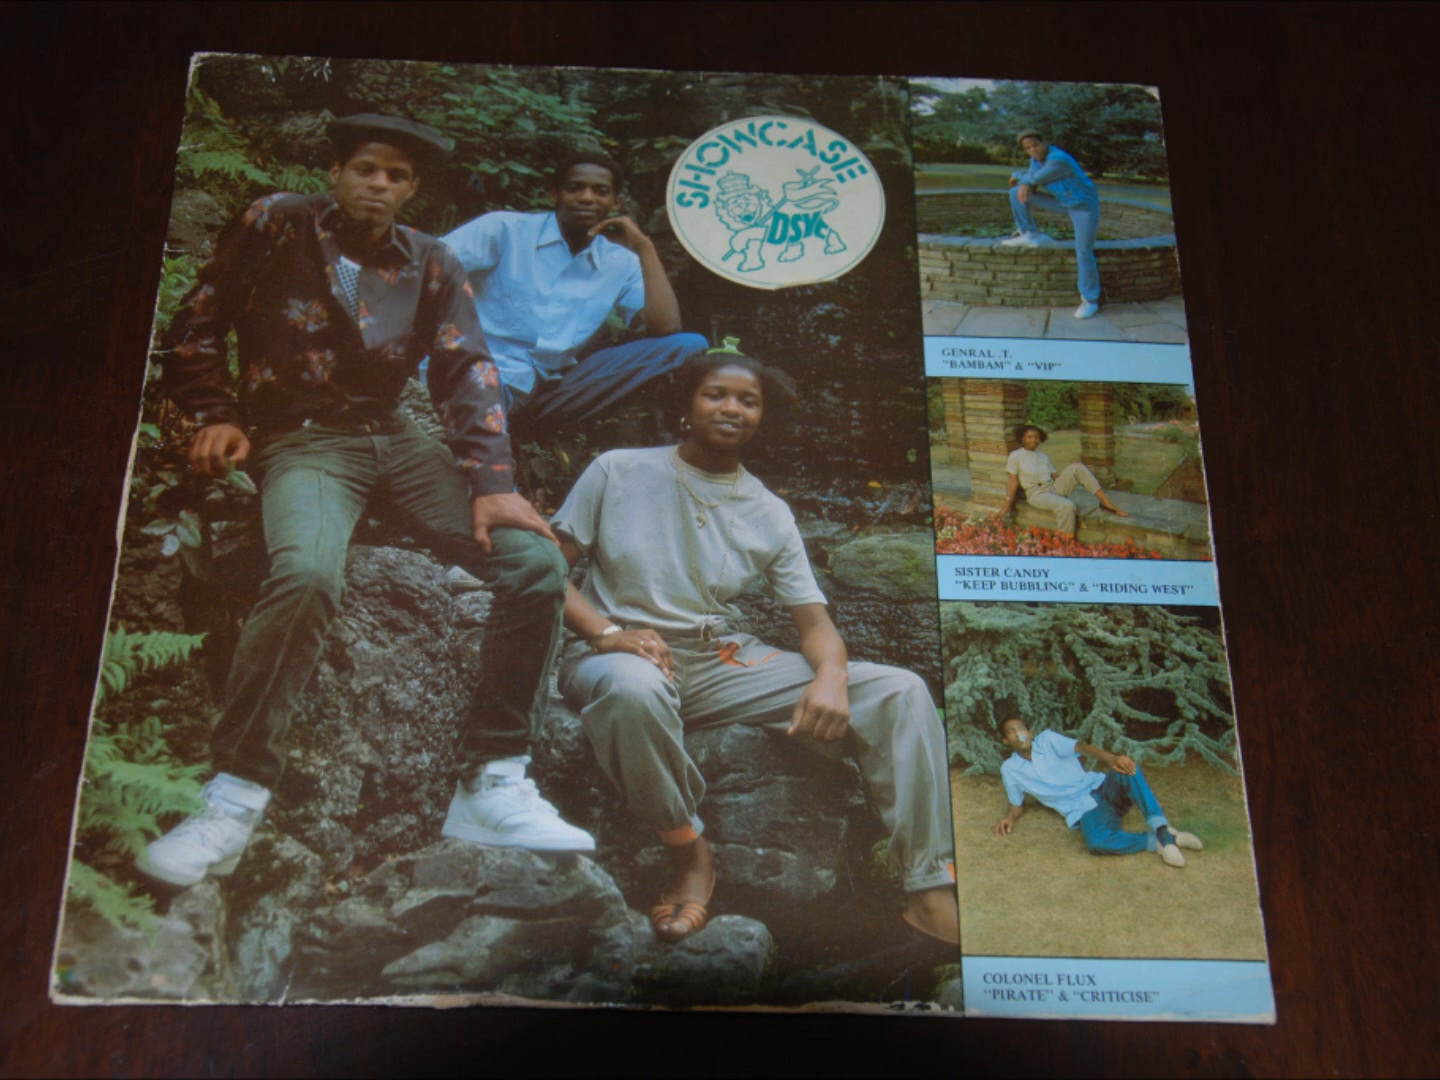 SHOWCASE
DSYC
GENRAL .T.
"BAMBAM" & "VIP"
SISTER CANDY
"KEEP BUBBLING" & "RIDING WEST"
COLONEL FLUX
"PIRATE" & "CRITICISE"